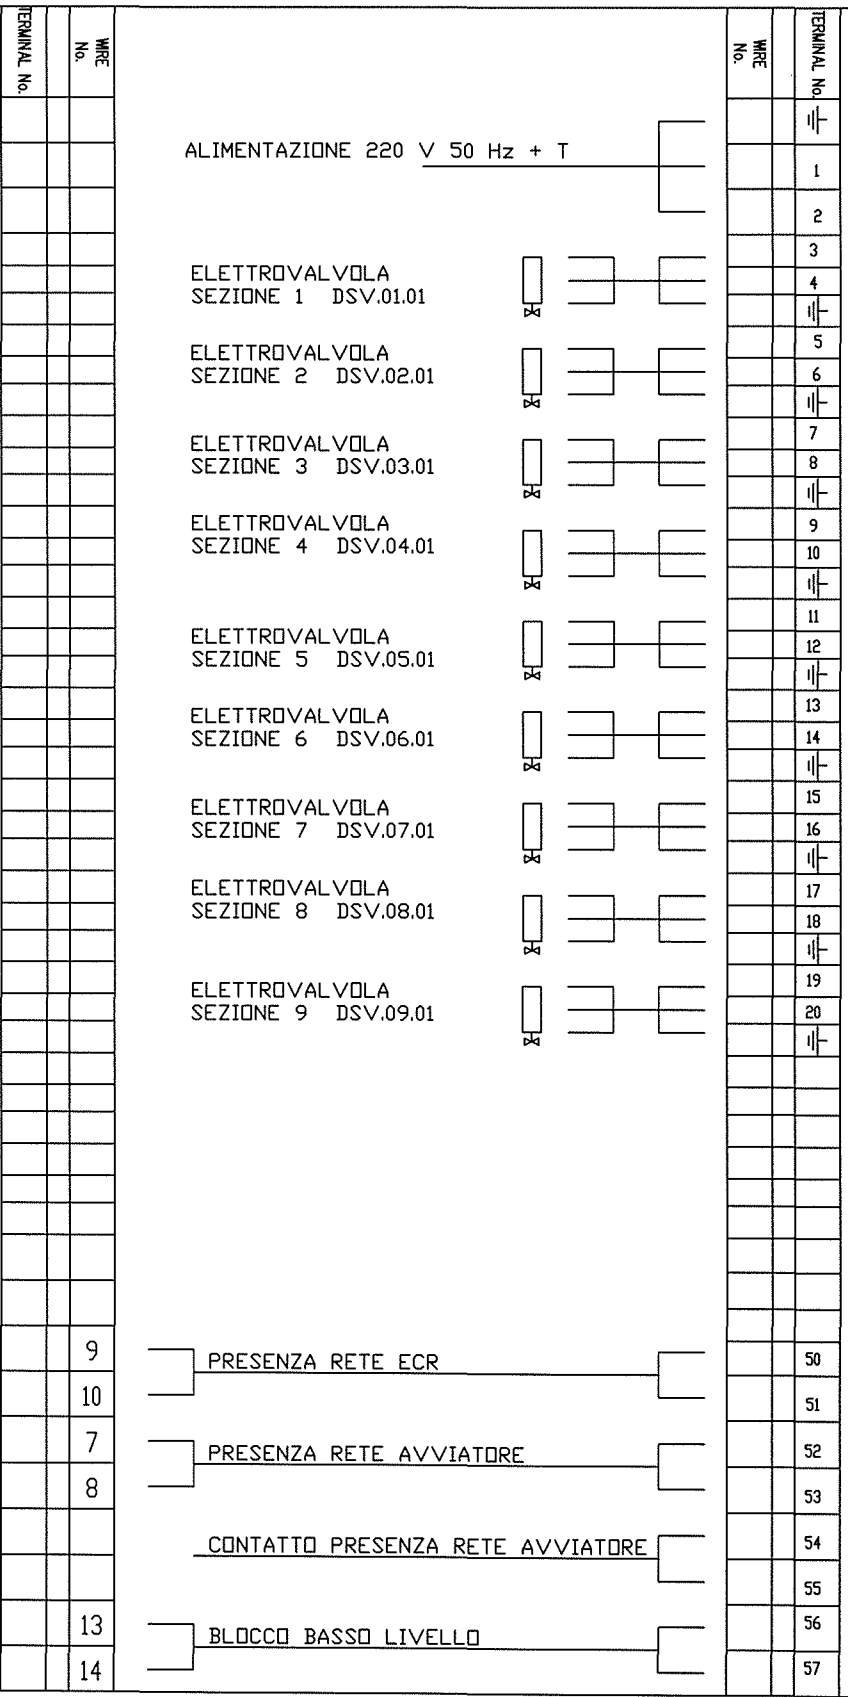 TERMINAL No.
WIRE
No.
WIRE
No.
TERMINAL No.
ALIMENTAZIONE 220 V 50 Hz + T
1
2
3
ELETTROVALVOLA
SEZIONE 1 DSV.01.01
4
5
ELETTROVALVOLA
SEZIONE 2 DSV.02.01
6
7
ELETTROVALVOLA
SEZIONE 3 DSV.03.01
8
9
ELETTROVALVOLA
SEZIONE 4 DSV.04.01
10
11
ELETTROVALVOLA
SEZIONE 5 DSV.05.01
12
13
ELETTROVALVOLA
SEZIONE 6 DSV.06.01
14
15
ELETTROVALVOLA
SEZIONE 7 DSV.07.01
16
17
ELETTROVALVOLA
SEZIONE 8 DSV.08.01
18
19
ELETTROVALVOLA
SEZIONE 9 DSV.09.01
20
9 PRESENZA RETE ECR 50
10 51
7 PRESENZA RETE AVVIATORE 52
8 53
CONTATTO PRESENZA RETE AVVIATORE 54
55
13 BLOCCO BASSO LIVELLO 56
14 57